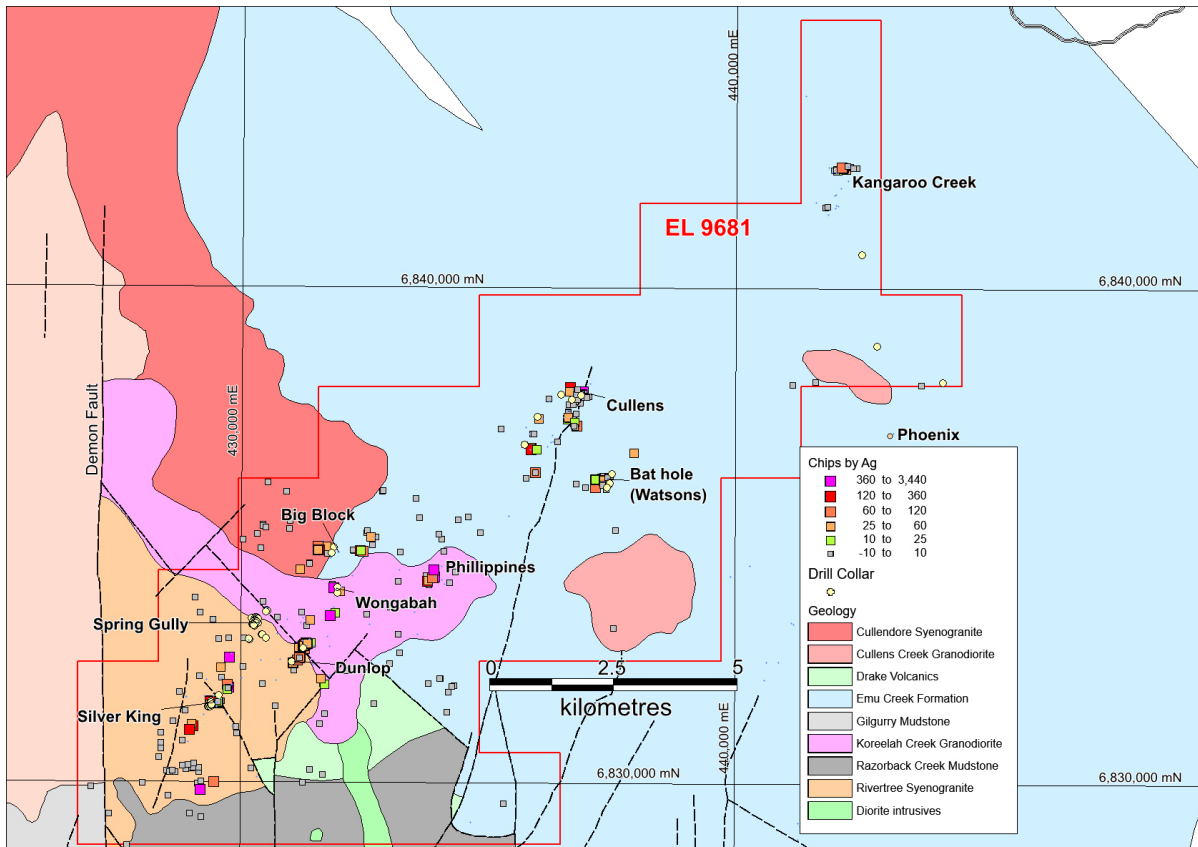 440,000 mE
Kangaroo Creek
EL 9681
6,840,000 mN
6,840,000 mN
Demon Fault
430,000 mE
Cullens
Phoenix
Bat hole
(Watsons)
Big Block
Phillippines
Wongabah
Spring Gully
Dunlop
Silver King
0 2.5 5
kilometres
440,000 mE
6,830,000 mN
6,830,000 mN
Chips by Ag
360 to 3,440
120 to 360
60 to 120
25 to 60
10 to 25
-10 to 10
Drill Collar
Geology
Cullendore Syenogranite
Cullens Creek Granodiorite
Drake Volcanics
Emu Creek Formation
Gilgurry Mudstone
Koreelah Creek Granodiorite
Razorback Creek Mudstone
Rivertree Syenogranite
Diorite intrusives